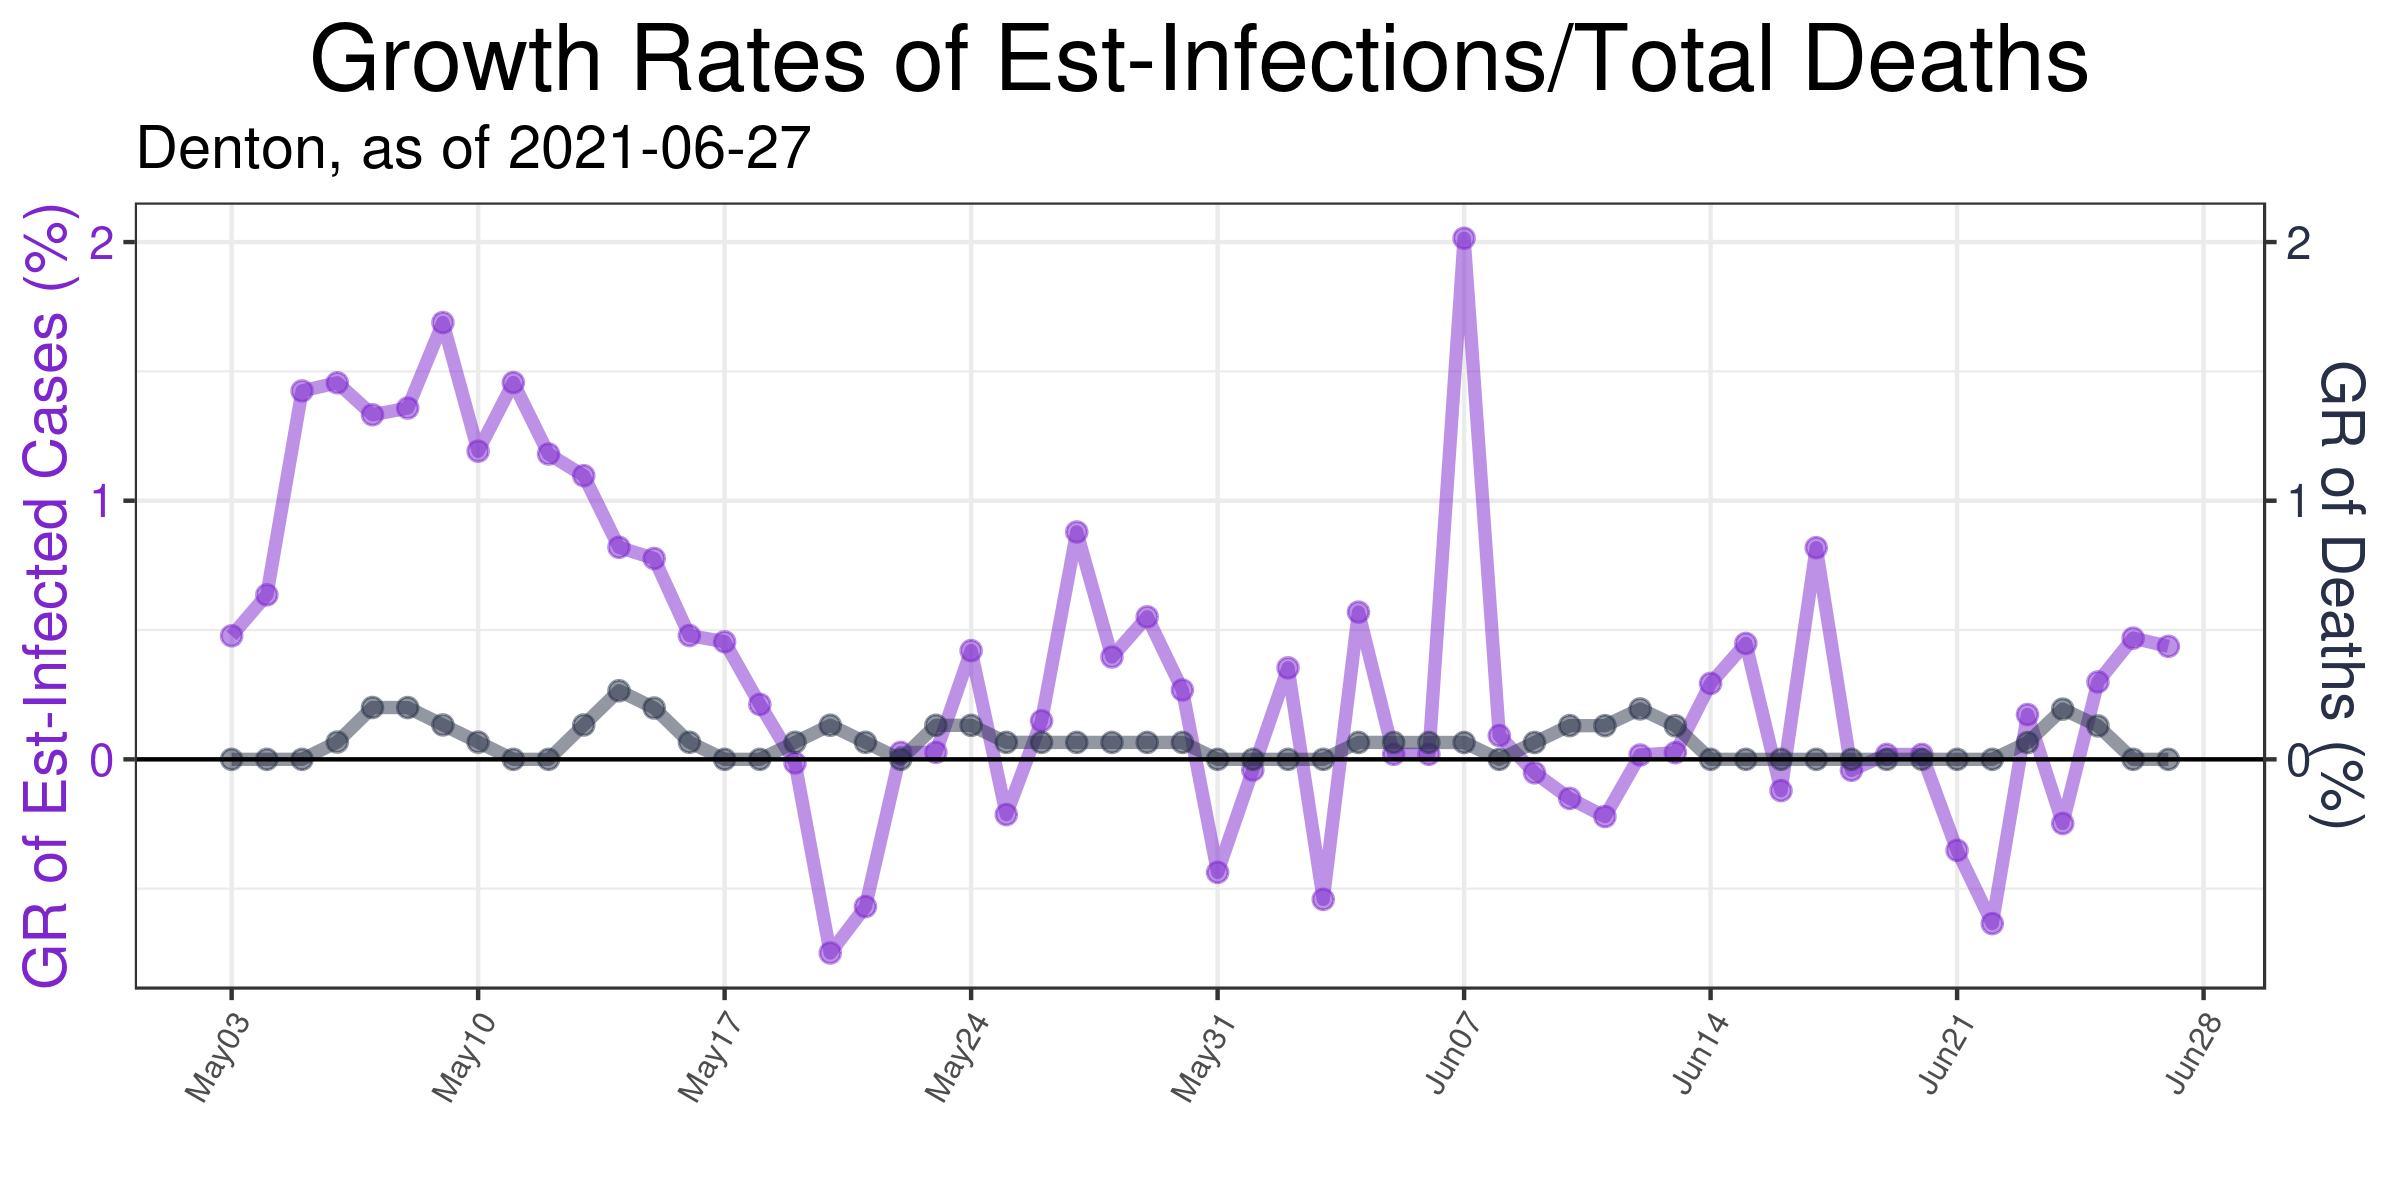 Growth Rates of Est-Infections/Total Deaths
Denton, as of 2021-06-27
GR of Est-Infected Cases (%)
2
1
0
2
1
0
GR of Deaths (%)
May03
May10
May17
May24
May31
Jun07
Jun14
Jun21
Jun28